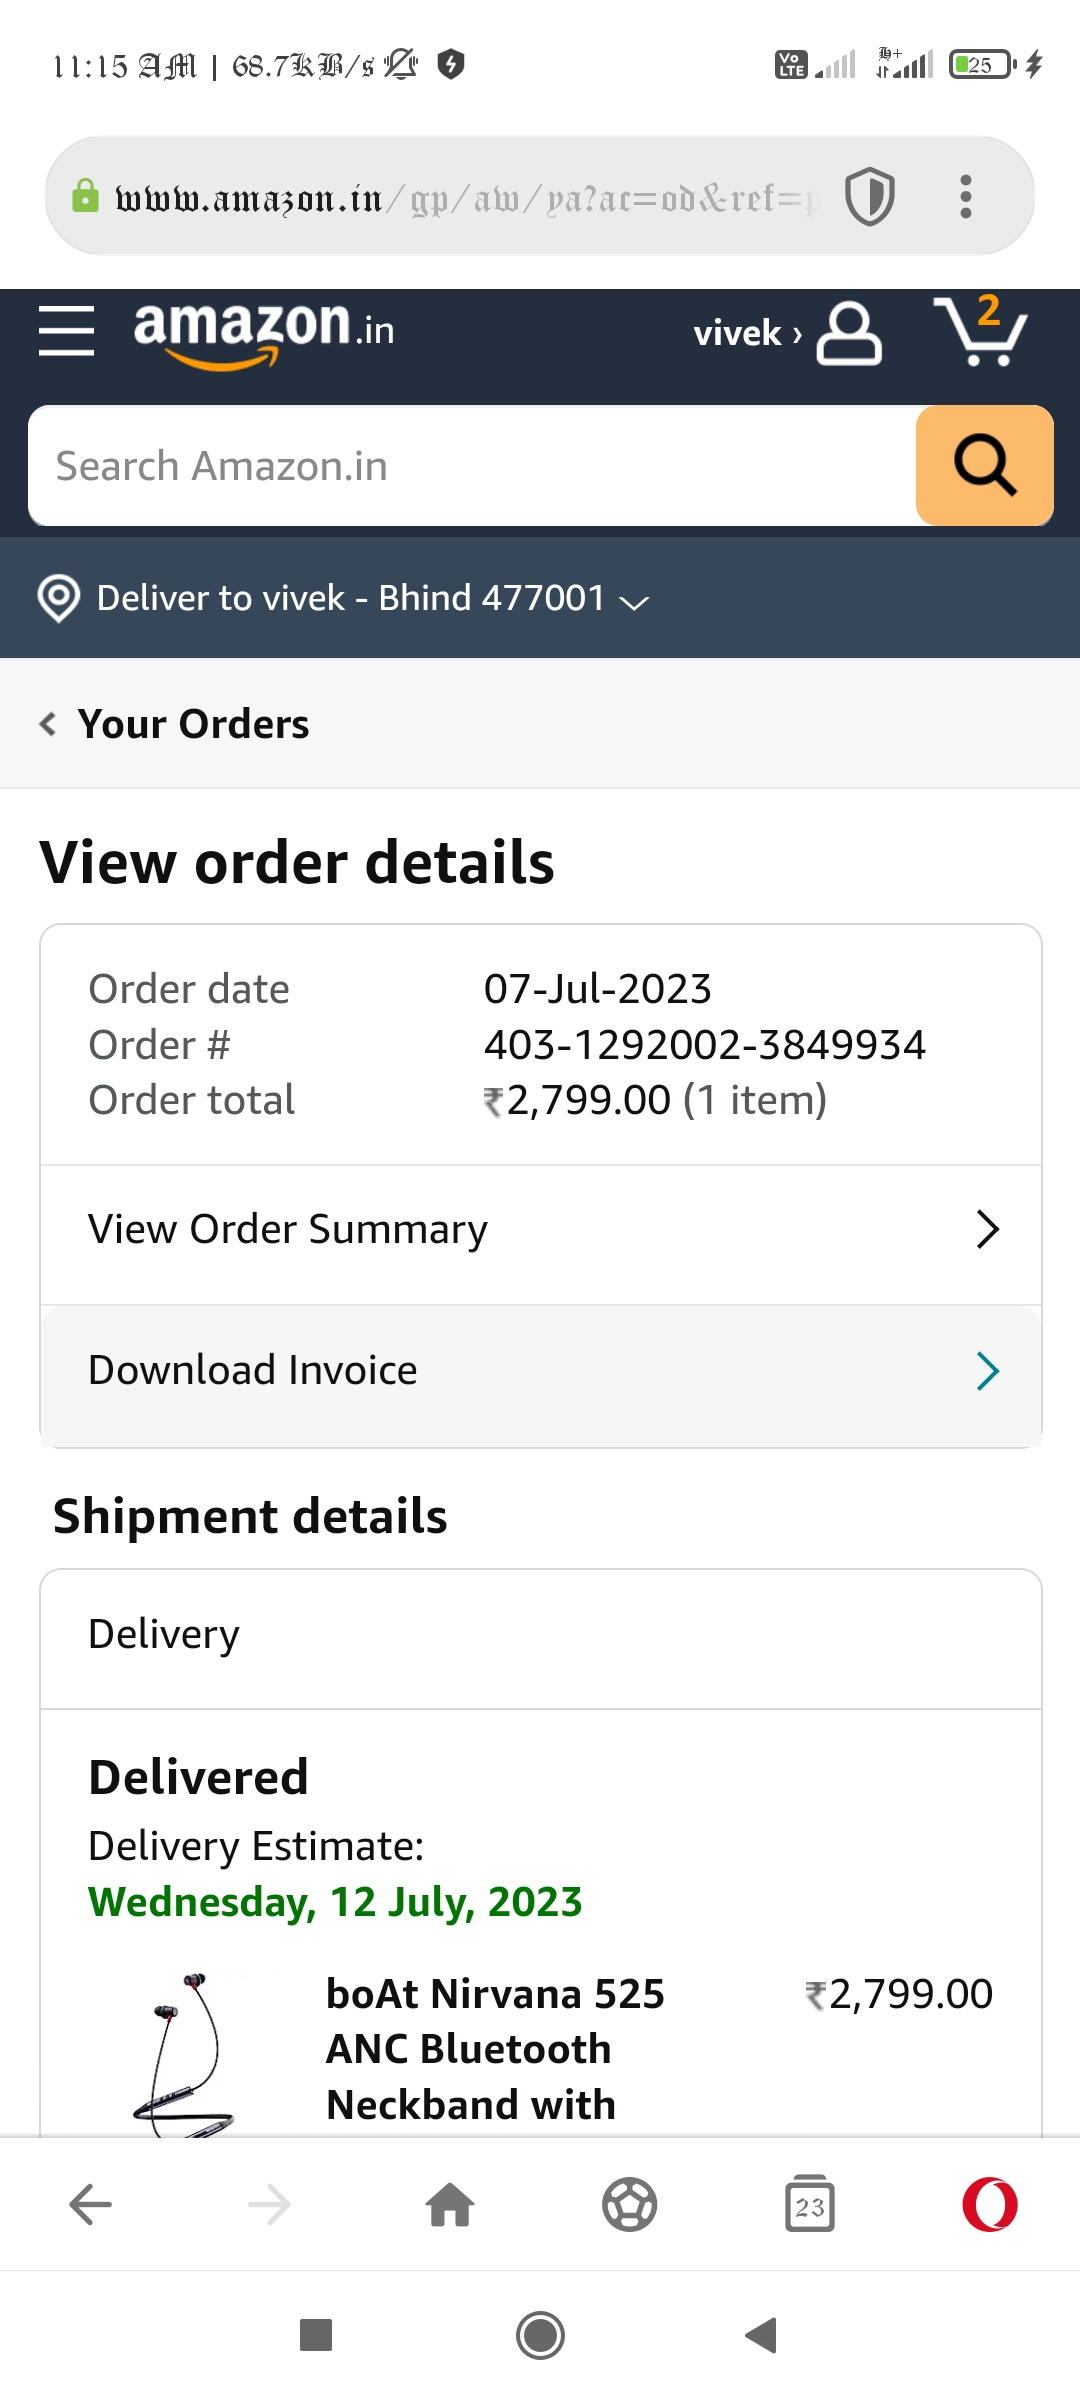 11:15 AM | 68.7KB/s
Vo LTE
H+
25
www.amazon.in/gp/aw/ya?ac=od&ref=p
amazon.in
vivek ›
2
Search Amazon.in
Deliver to vivek - Bhind 477001
Your Orders
View order details
Order date 07-Jul-2023
Order # 403-1292002-3849934
Order total ₹2,799.00 (1 item)
View Order Summary
Download Invoice
Shipment details
Delivery
Delivered
Delivery Estimate:
Wednesday, 12 July, 2023
boAt Nirvana 525 ₹2,799.00
ANC Bluetooth
Neckband with
23